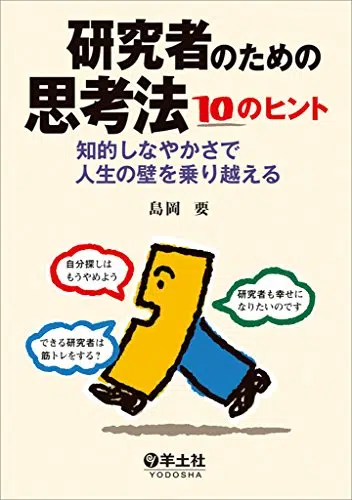 研究者のための
思考法 10のヒント
知的しなやかさで
人生の壁を乗り越える
島岡 要
自分探しは
もうやめよう
研究者も幸せに
なりたいのです
できる研究者は
筋トレをする?
羊土社
YODOSHA